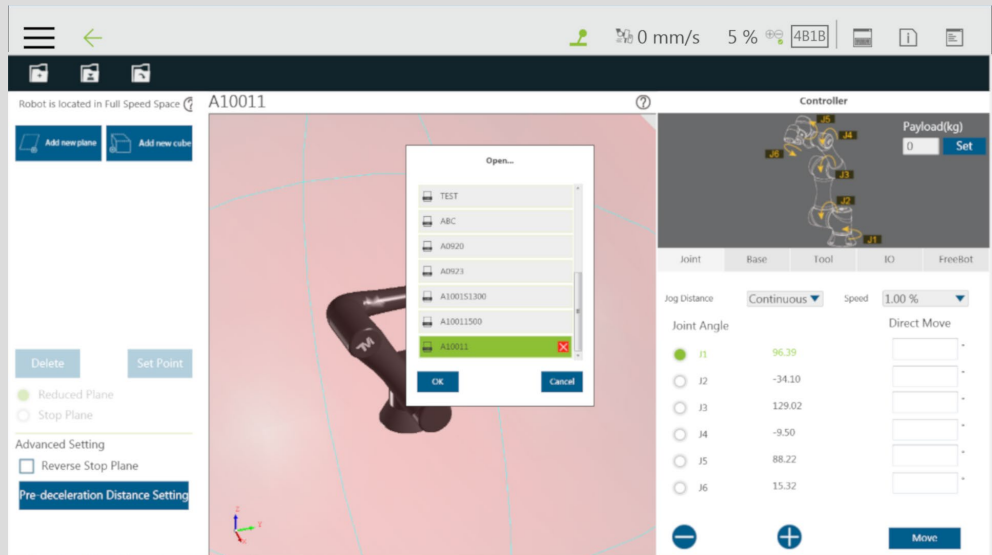 0 mm/s 5 % 4B1B
Robot is located in Full Speed Space
A10011
Controller
Add new plane
Add new cube
Open...
TEST
ABC
A0920
A0923
A1001S1300
A10011500
A10011
OK
Cancel
J5
J4
J6
J3
J2
J1
Payload(kg)
0
Set
Joint Base Tool IO FreeBot
Jog Distance Continuous Speed 1.00 %
Joint Angle Direct Move
J1 96.39
J2 -34.10
J3 129.02
J4 -9.50
J5 88.22
J6 15.32
Move
Delete
Set Point
Reduced Plane
Stop Plane
Advanced Setting
Reverse Stop Plane
Pre-deceleration Distance Setting
TM
Z
Y
X